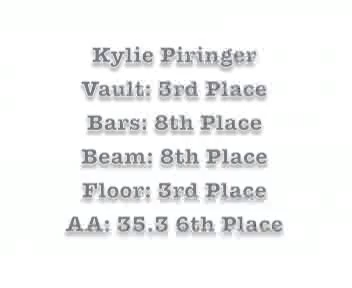 Kylie Piringer
Vault: 3rd Place
Bars: 8th Place
Beam: 8th Place
Floor: 3rd Place
AA: 35.3 6th Place